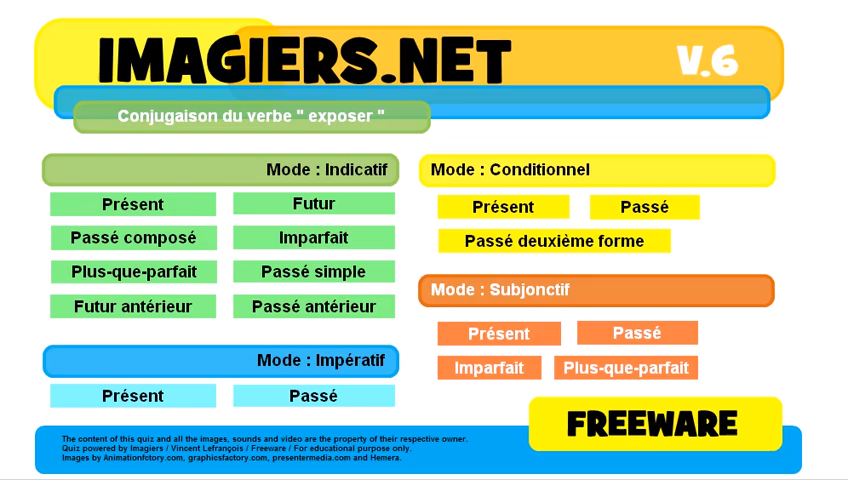 IMAGIERS.NET
V.6
Conjugaison du verbe " exposer "
Mode : Indicatif
Présent
Futur
Passé composé
Imparfait
Plus-que-parfait
Passé simple
Futur antérieur
Passé antérieur
Mode : Impératif
Présent
Passé
Mode : Conditionnel
Présent
Passé
Passé deuxième forme
Mode : Subjonctif
Présent
Passé
Imparfait
Plus-que-parfait
FREEWARE
The content of this quiz and all the images, sounds and video are the property of their respective owner.
Quiz powered by Imagiers / Vincent Lefrançois / Freeware / For educational purpose only.
Images by Animationfctory.com, graphicsfactory.com, presentermedia.com and Hemera.